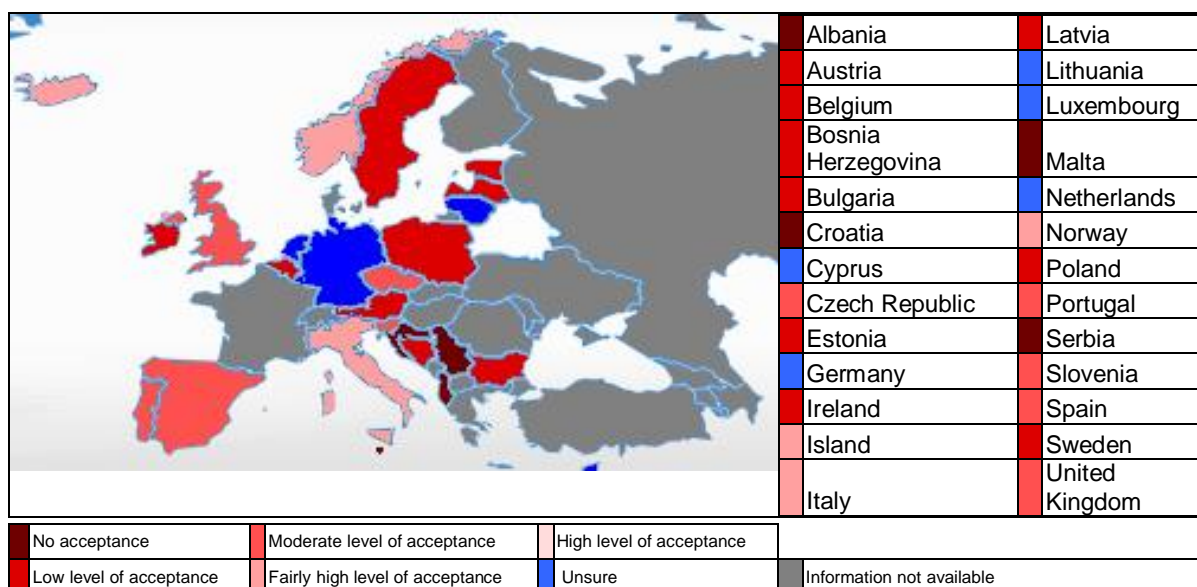 Albania Latvia
Austria Lithuania
Belgium Luxembourg
Bosnia
Herzegovina Malta
Bulgaria Netherlands
Croatia Norway
Cyprus Poland
Czech Republic Portugal
Estonia Serbia
Germany Slovenia
Ireland Spain
Island Sweden
United
Italy Kingdom
No acceptance Moderate level of acceptance High level of acceptance
Low level of acceptance Fairly high level of acceptance Unsure Information not available